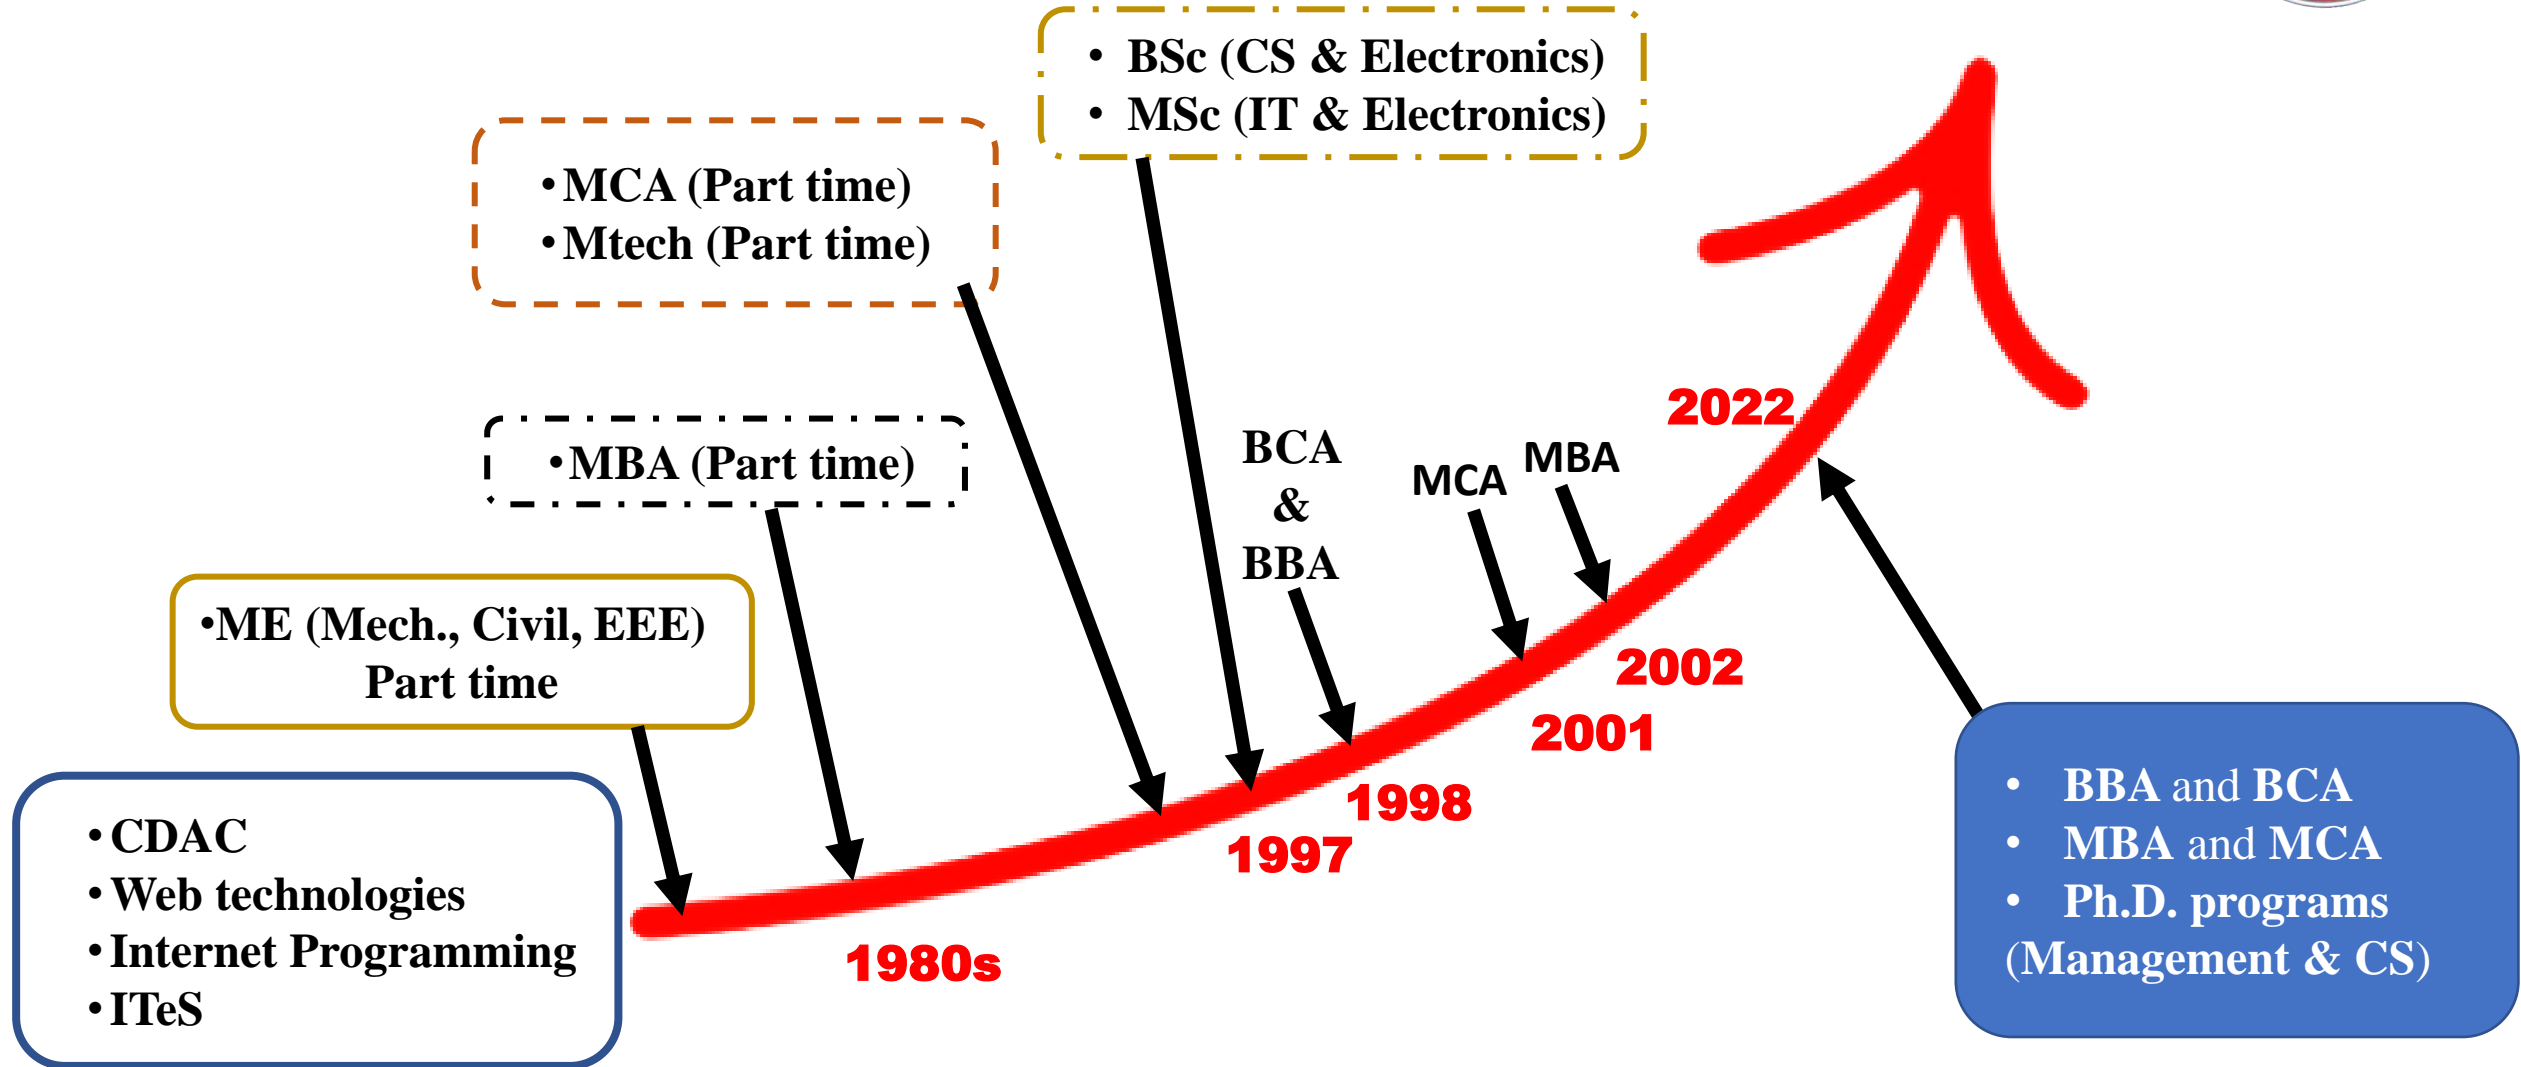 • BSc (CS & Electronics)
• MSc (IT & Electronics)
•MCA (Part time)
•Mtech (Part time)
•MBA (Part time)
•ME (Mech., Civil, EEE)
Part time
•CDAC
•Web technologies
•Internet Programming
•ITeS
BCA
&
BBA
MCA
MBA
1980s
1997
1998
2001
2002
2022
• BBA and BCA
• MBA and MCA
• Ph.D. programs
(Management & CS)